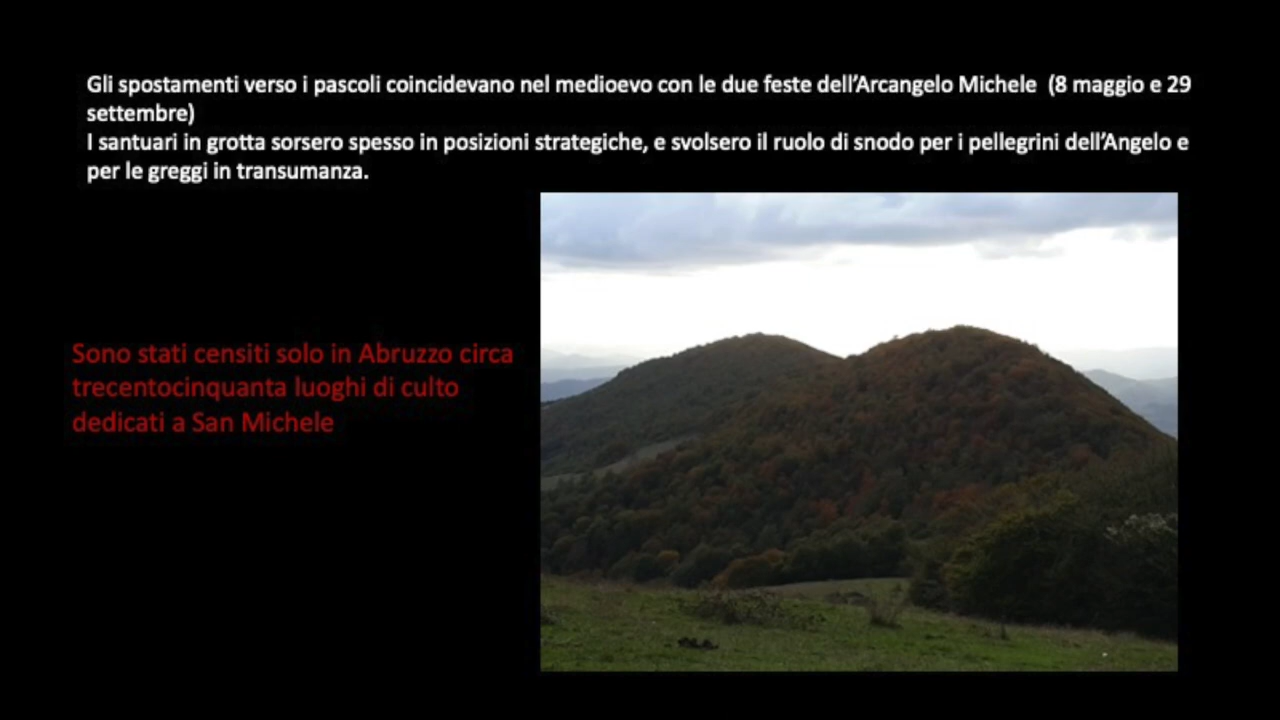 Gli spostamenti verso i pascoli coincidevano nel medioevo con le due feste dell’Arcangelo Michele  (8 maggio e 29
settembre)
I santuari in grotta sorsero spesso in posizioni strategiche, e svolsero il ruolo di snodo per i pellegrini dell’Angelo e
per le greggi in transumanza.
Sono stati censiti solo in Abruzzo circa
trecentocinquanta luoghi di culto
dedicati a San Michele